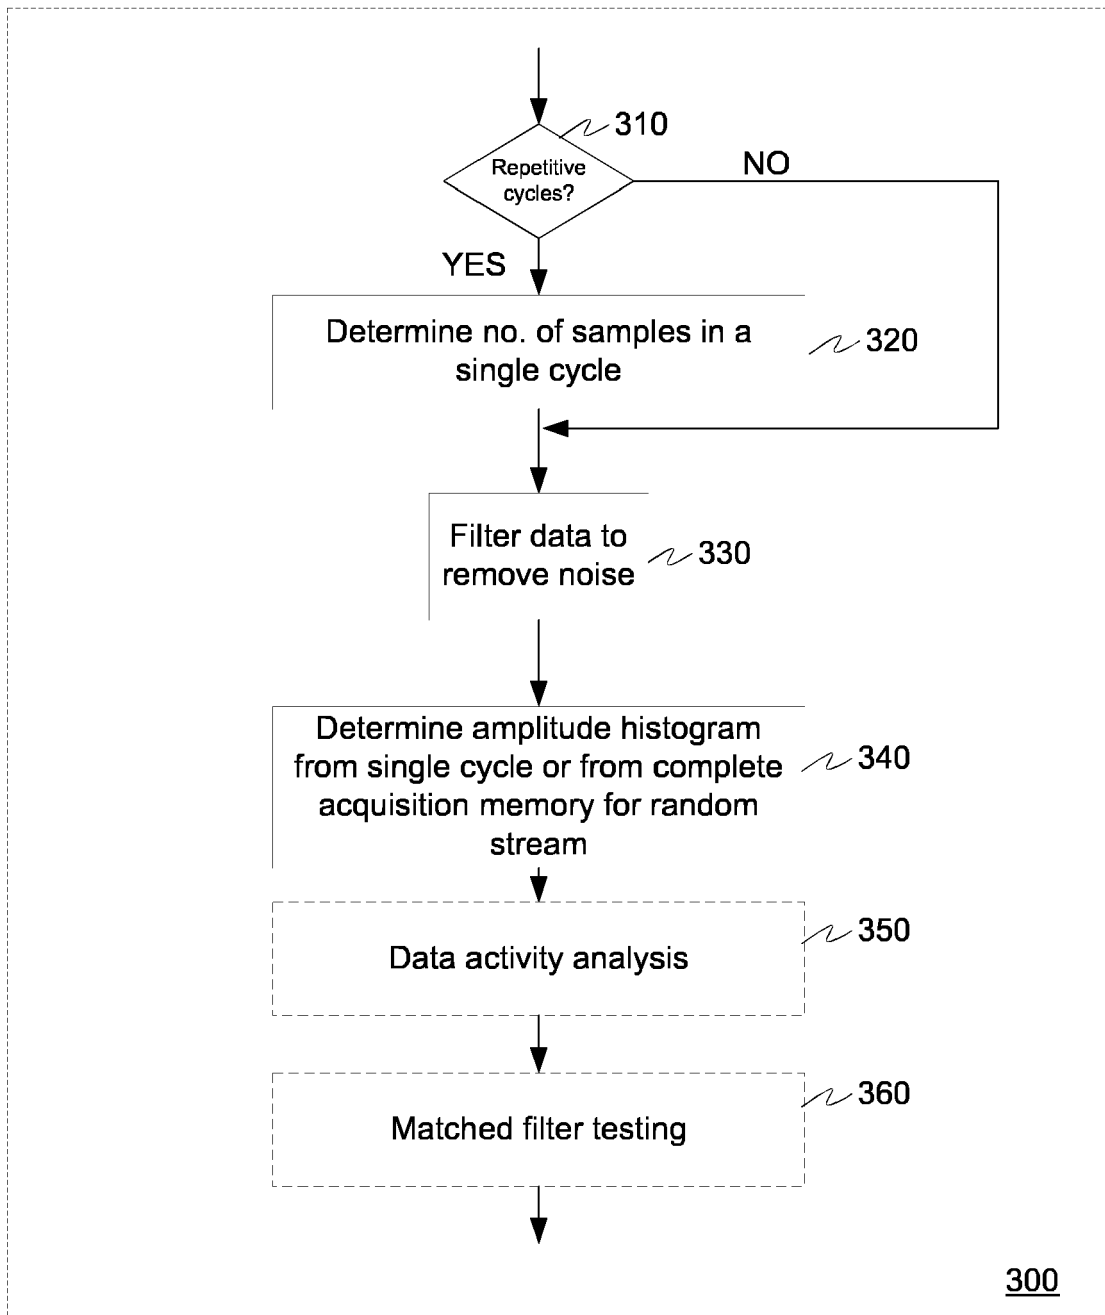 310
Repetitive
cycles?
NO
YES
Determine no. of samples in a
single cycle
320
Filter data to
remove noise
330
Determine amplitude histogram
from single cycle or from complete
acquisition memory for random
stream
340
350
Data activity analysis
360
Matched filter testing
300